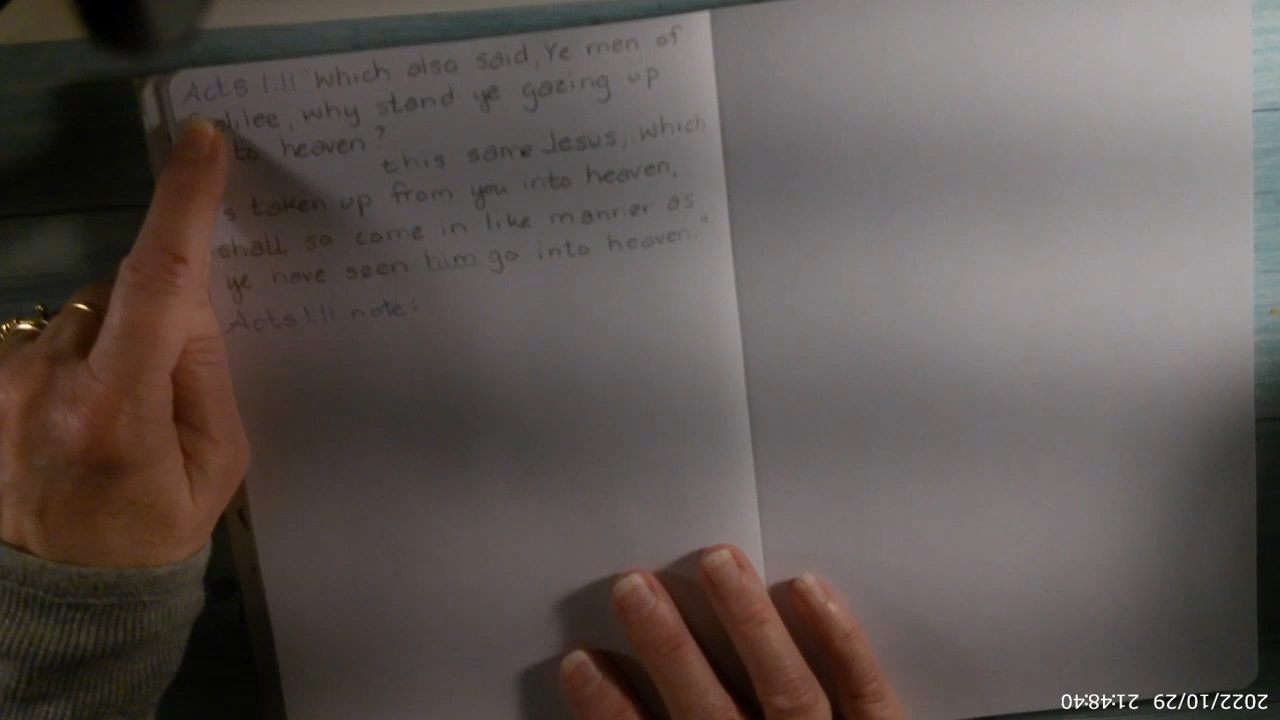 Acts 1:11 "Which also said, Ye men of
Galilee, why stand ye gazing up
to heaven?
this same Jesus, which
s taken up from you into heaven,
shall so come in like manner as
ye have seen him go into heaven."
Acts 1:11 note:
2022/10/29 21:48:40